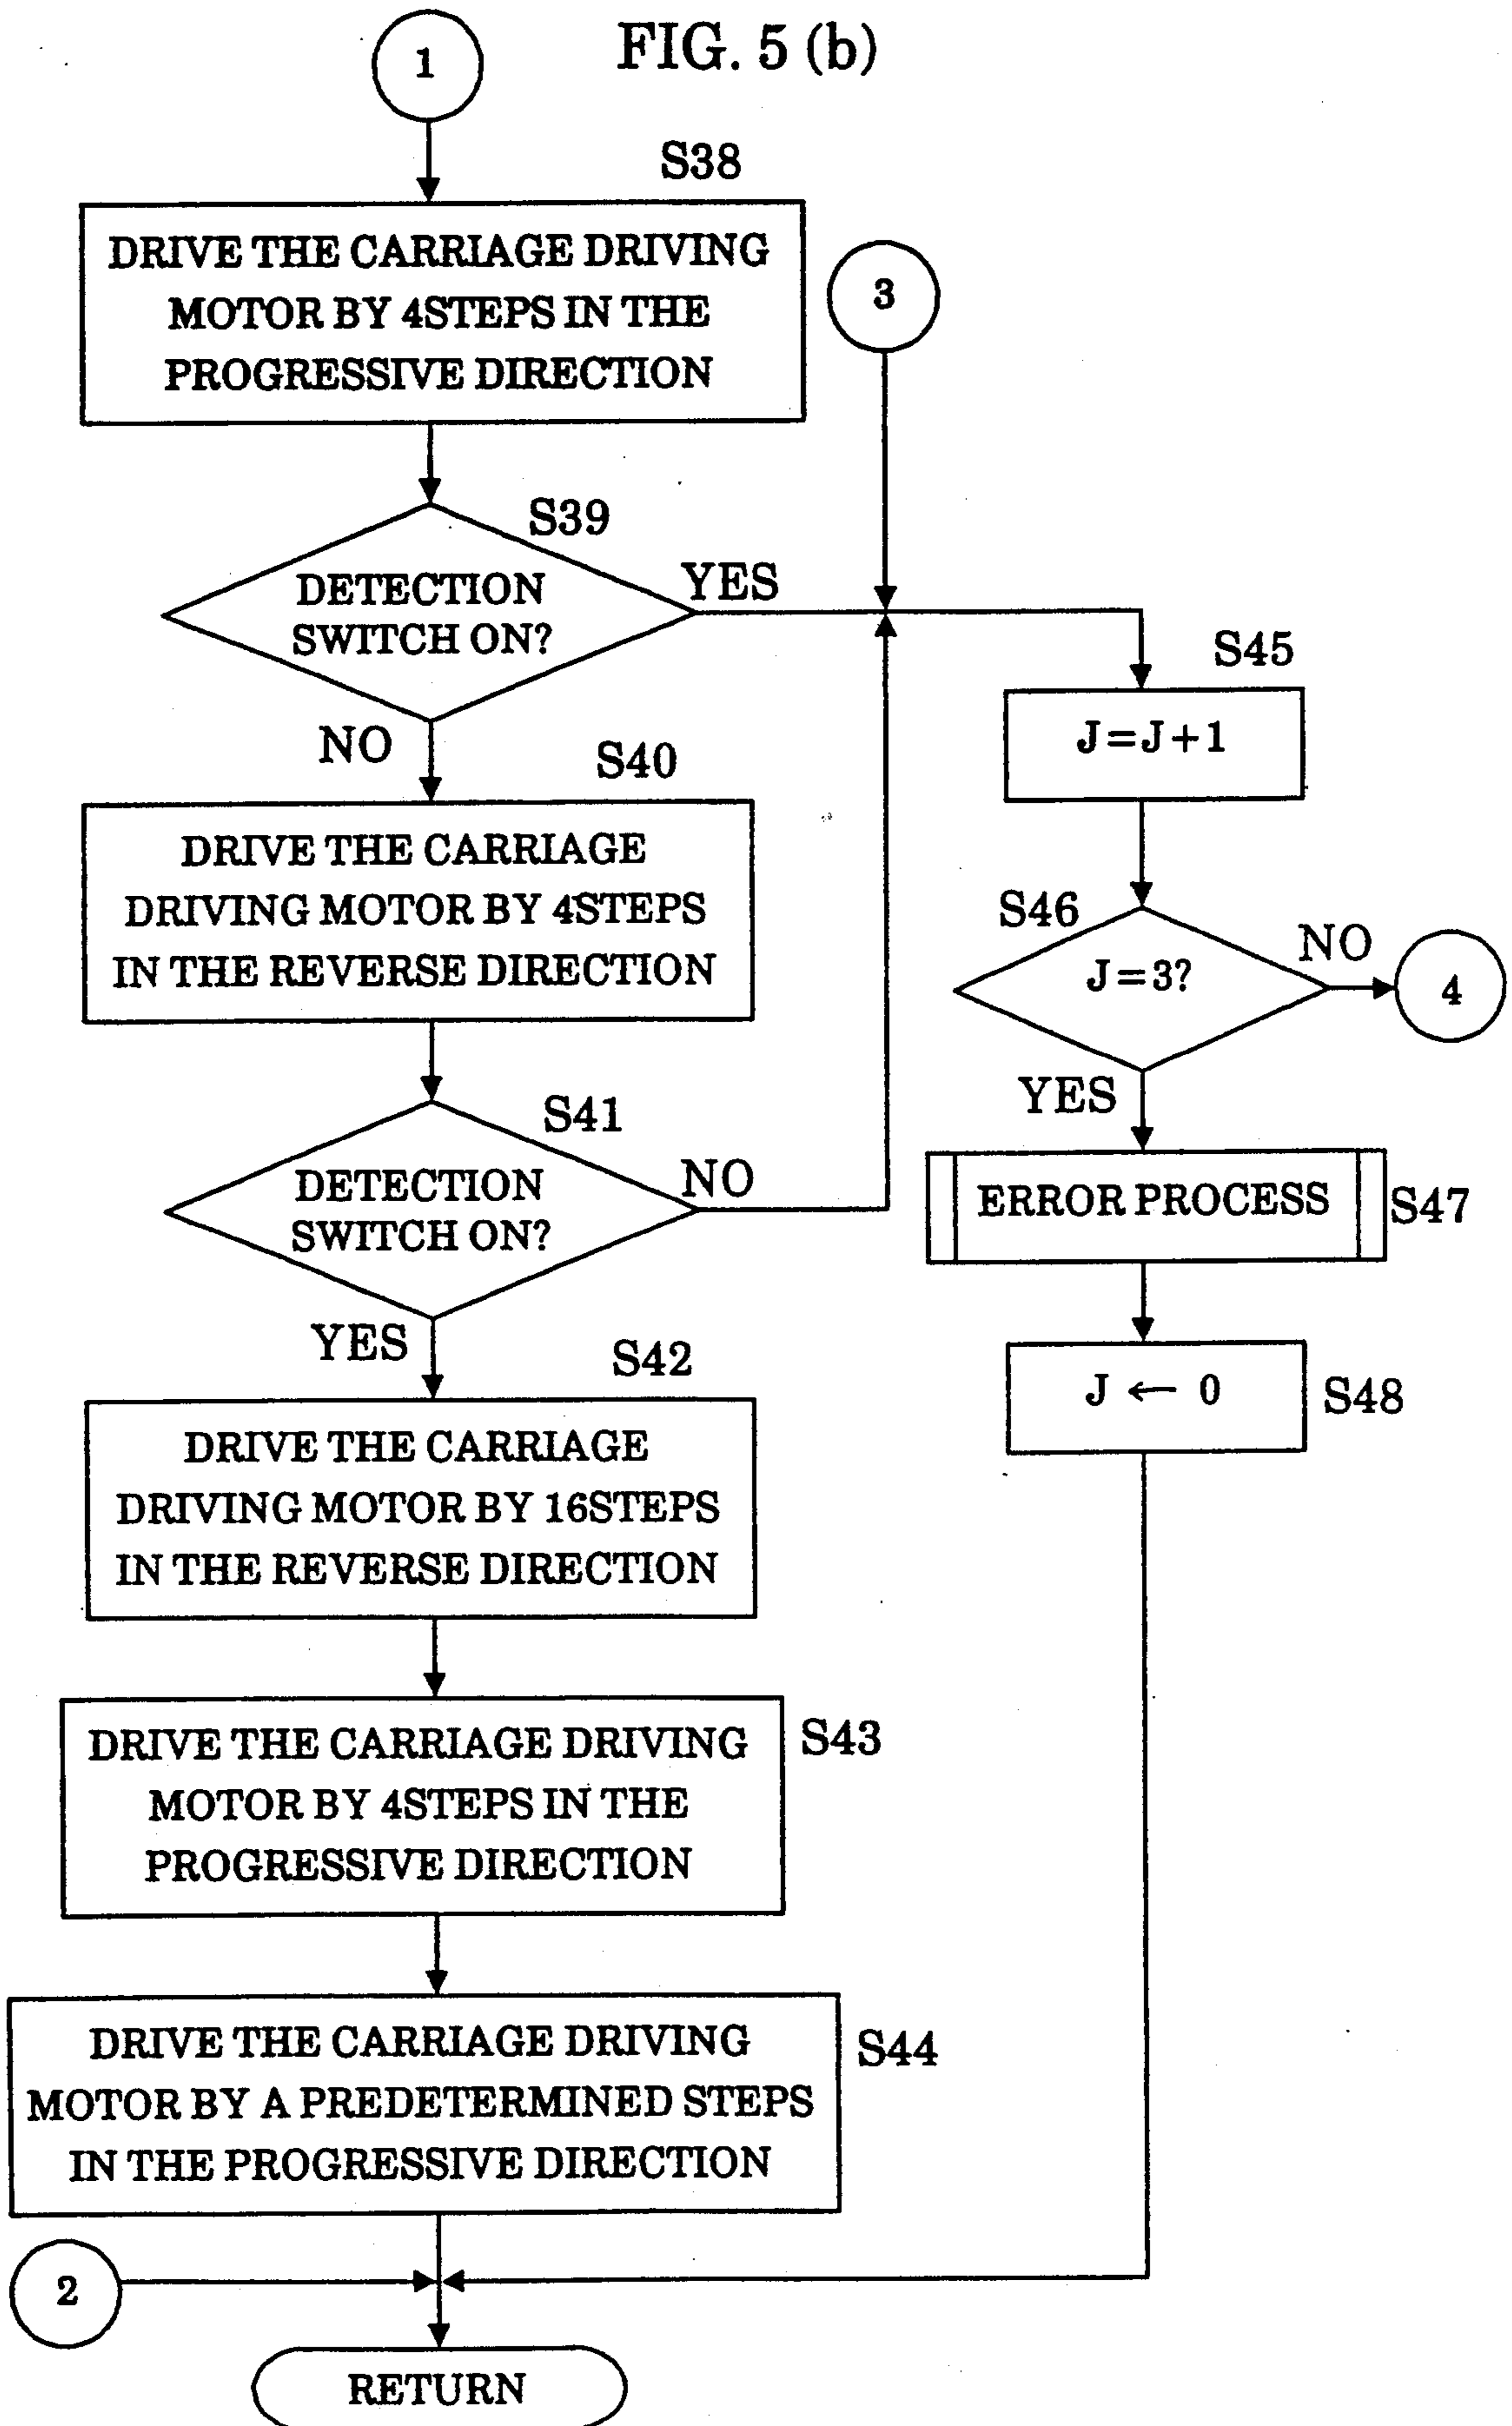 FIG. 5 (b)
1
S38
DRIVE THE CARRIAGE DRIVING
MOTOR BY 4STEPS IN THE
PROGRESSIVE DIRECTION
3
S39
DETECTION
SWITCH ON?
YES
NO
S40
DRIVE THE CARRIAGE
DRIVING MOTOR BY 4STEPS
IN THE REVERSE DIRECTION
S41
DETECTION
SWITCH ON?
NO
YES
S42
DRIVE THE CARRIAGE
DRIVING MOTOR BY 16STEPS
IN THE REVERSE DIRECTION
S43
DRIVE THE CARRIAGE DRIVING
MOTOR BY 4STEPS IN THE
PROGRESSIVE DIRECTION
S44
DRIVE THE CARRIAGE DRIVING
MOTOR BY A PREDETERMINED STEPS
IN THE PROGRESSIVE DIRECTION
S45
J=J+1
S46
J=3?
NO
4
YES
ERROR PROCESS
S47
J ← 0
S48
2
RETURN